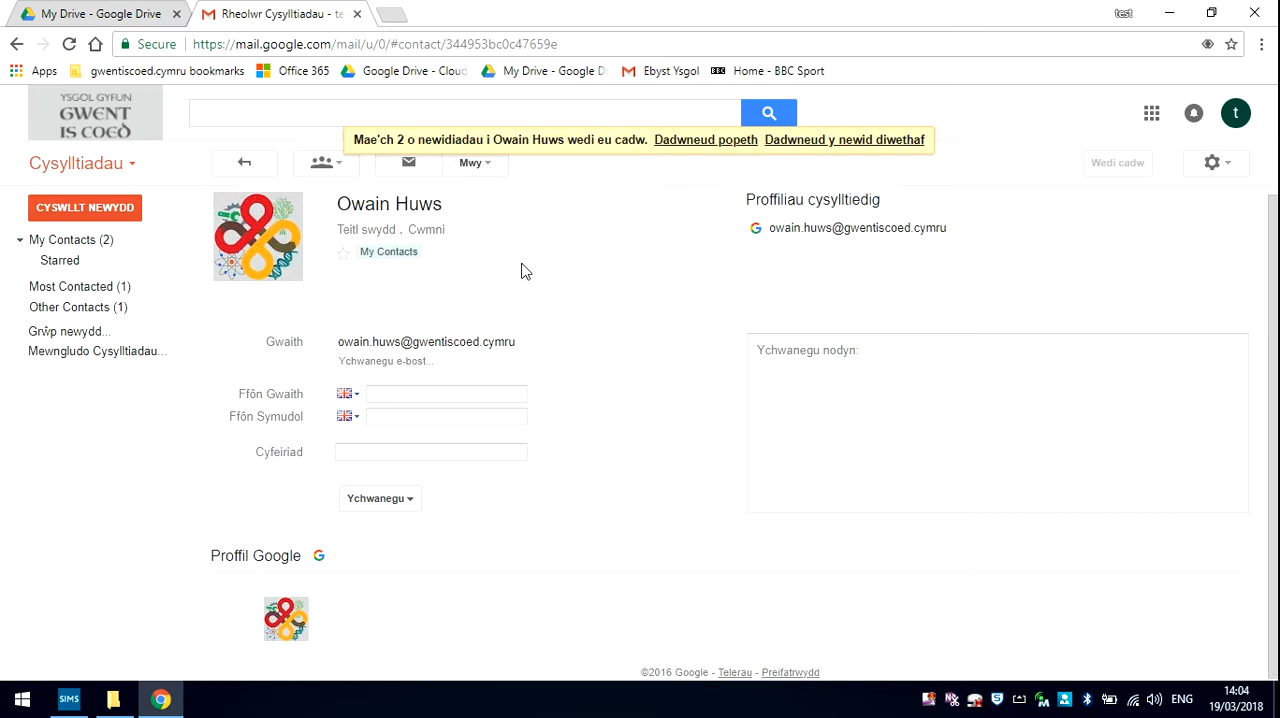 My Drive - Google Drive
Rheolwr Cysylltiadau - te
test
Secure https://mail.google.com/mail/u/0/#contact/344953bc0c47659e
Apps gwentiscoed.cymru bookmarks Office 365 Google Drive - Cloud My Drive - Google D Ebyst Ysgol BBC Home - BBC Sport
YSGOL GYFUN
GWENT
IS COED
t
Mae'ch 2 o newidiadau i Owain Huws wedi eu cadw. Dadwneud popeth Dadwneud y newid diwethaf
Cysylltiadau
Mwy
Wedi cadw
CYSWLLT NEWYDD
My Contacts (2)
Starred
Most Contacted (1)
Other Contacts (1)
Grŵp newydd...
Mewngludo Cysylltiadau...
Owain Huws
Teitl swydd . Cwmni
My Contacts
Proffiliau cysylltiedig
owain.huws@gwentiscoed.cymru
Gwaith owain.huws@gwentiscoed.cymru
Ychwanegu e-bost...
Ffôn Gwaith
Ffôn Symudol
Cyfeiriad
Ychwanegu
Ychwanegu nodyn:
Proffil Google
©2016 Google - Telerau - Preifatrwydd
SIMS
ENG
14:04
19/03/2018